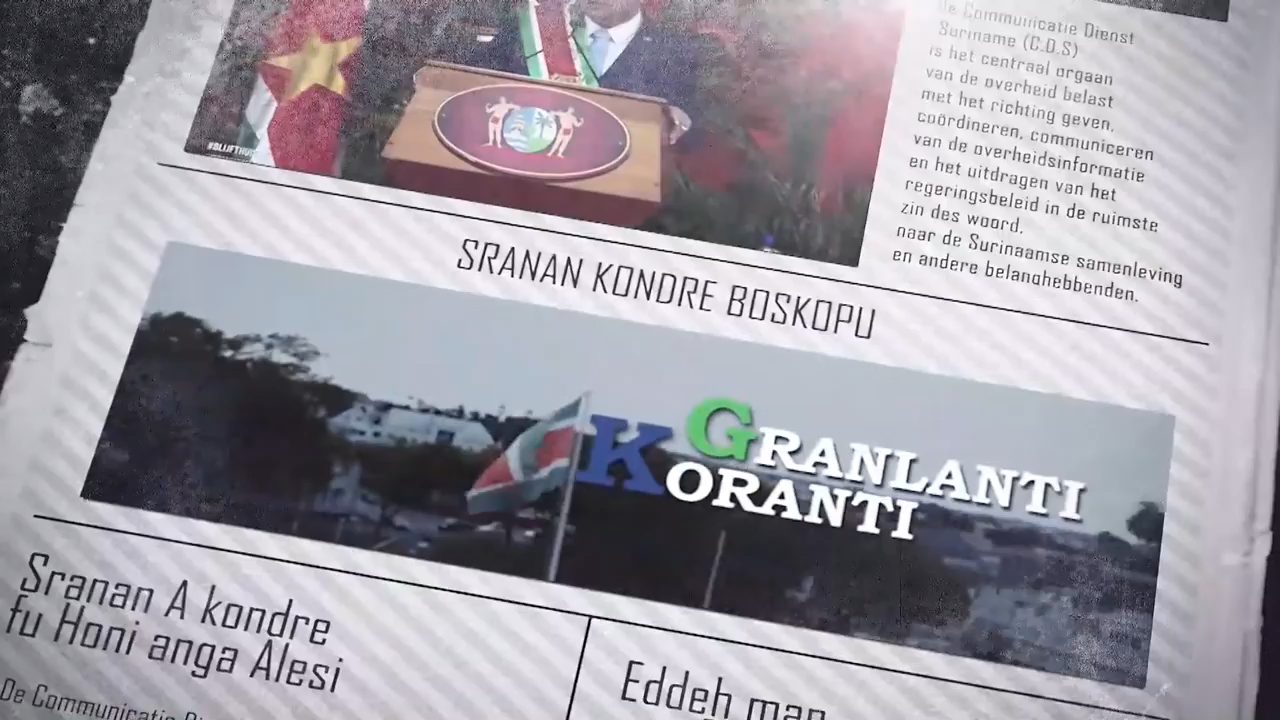 De Communicatie Dienst
Suriname (C.D.S)
is het centraal orgaan
van de overheid belast
met het richting geven,
coördineren, communiceren
van de overheidsinformatie
en het uitdragen van het
regeringsbeleid in de ruimste
zin des woord.
naar de Surinaamse samenleving
en andere belanghebbenden.
SRANAN KONDRE BOSKOPU
GRANLANTI
KORANTI
Sranan A kondre
fu Honi anga Alesi
De Communicatie
Eddeh man